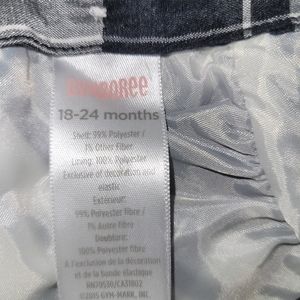 GYMBOREE
18-24 months
Shell: 99% Polyester /
1% Other Fiber
Lining: 100% Polyester
Exclusive of decoration and
elastic
Extérieur:
99% Polyester fibre /
1% Autre fibre
Doublure:
100% Polyester fibre
A l'exclusion de la décoration
et de la bande élastique
RN70530/CA31802
©2015 GYM-MARK, INC